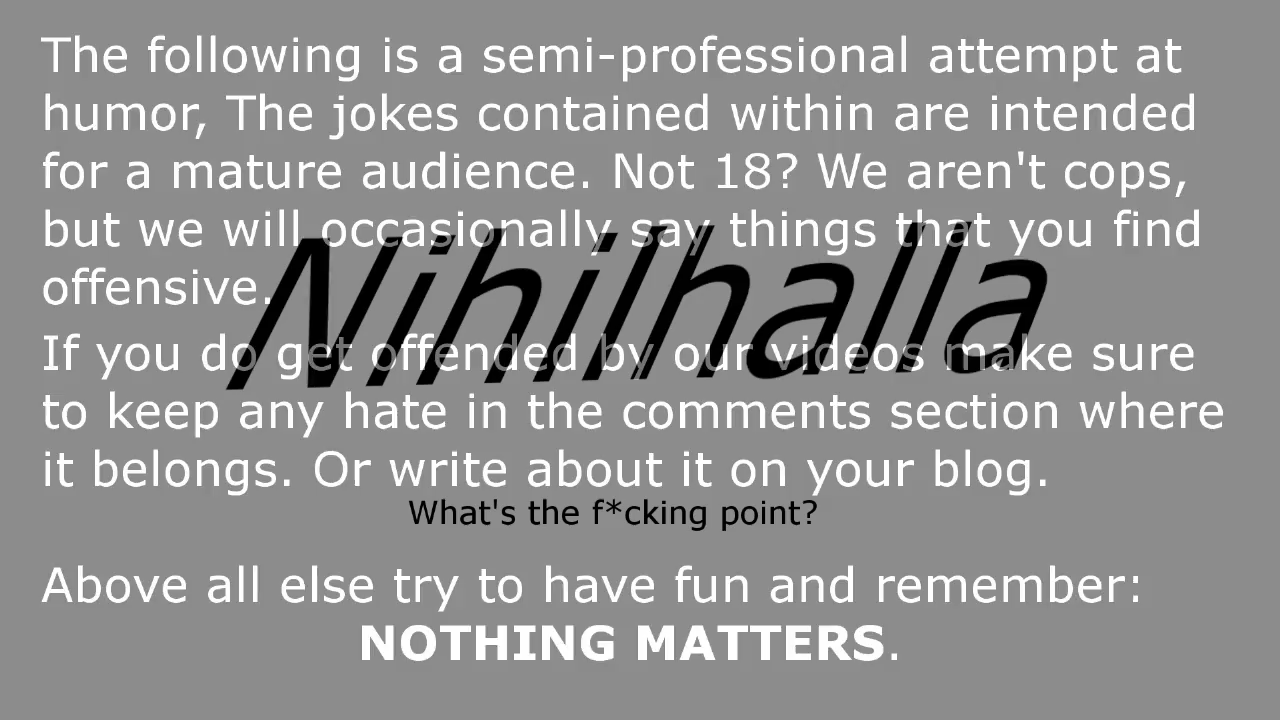 The following is a semi-professional attempt at
humor, The jokes contained within are intended
for a mature audience. Not 18? We aren't cops,
but we will occasionally say things that you find
offensive.
Nihilhalla
If you do get offended by our videos make sure
to keep any hate in the comments section where
it belongs. Or write about it on your blog.
What's the f*cking point?
Above all else try to have fun and remember:
NOTHING MATTERS.